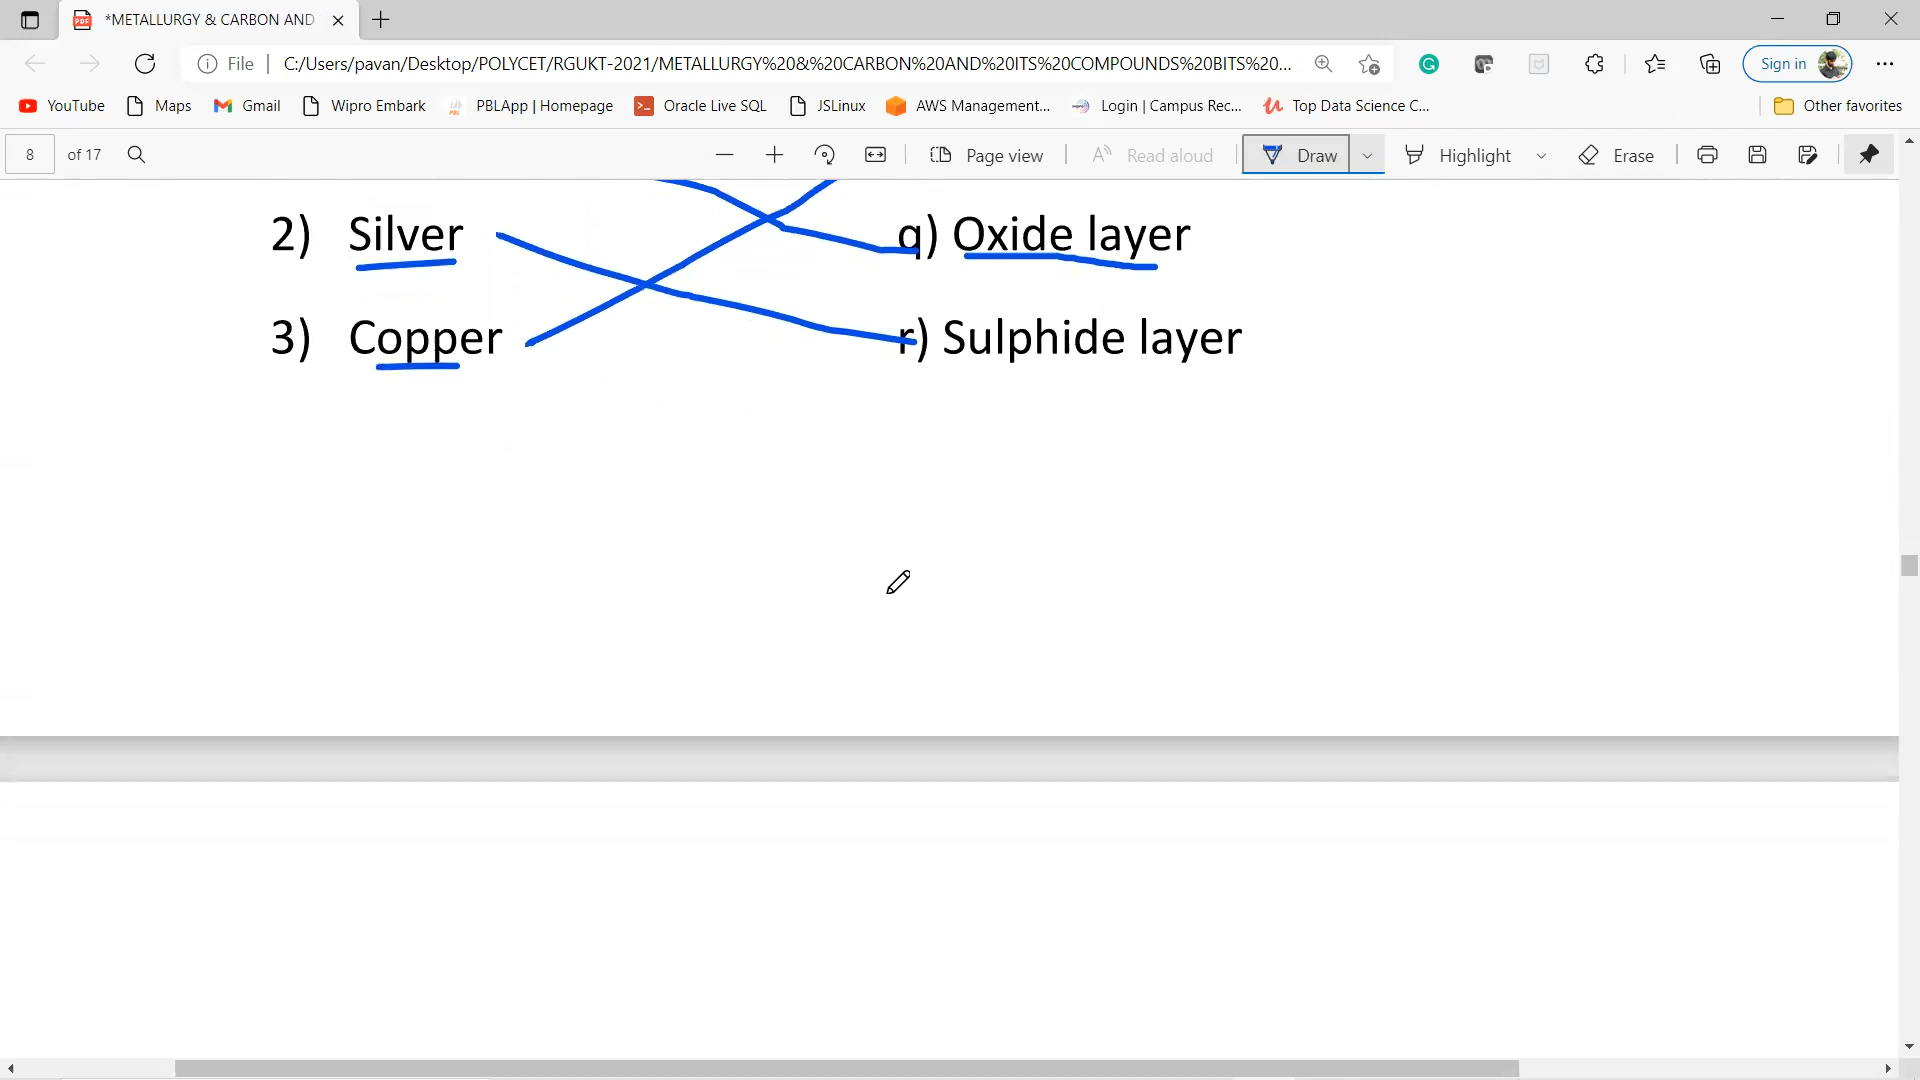 *METALLURGY & CARBON AND
File
C:/Users/pavan/Desktop/POLYCET/RGUKT-2021/METALLURGY%20&%20CARBON%20AND%20ITS%20COMPOUNDS%20BITS%20...
Sign in
YouTube Maps Gmail Wipro Embark PBLApp | Homepage Oracle Live SQL JSLinux AWS Management... Login | Campus Rec... Top Data Science C... Other favorites
8 of 17 Page view Read aloud Draw Highlight Erase
2) Silver q) Oxide layer
3) Copper r) Sulphide layer